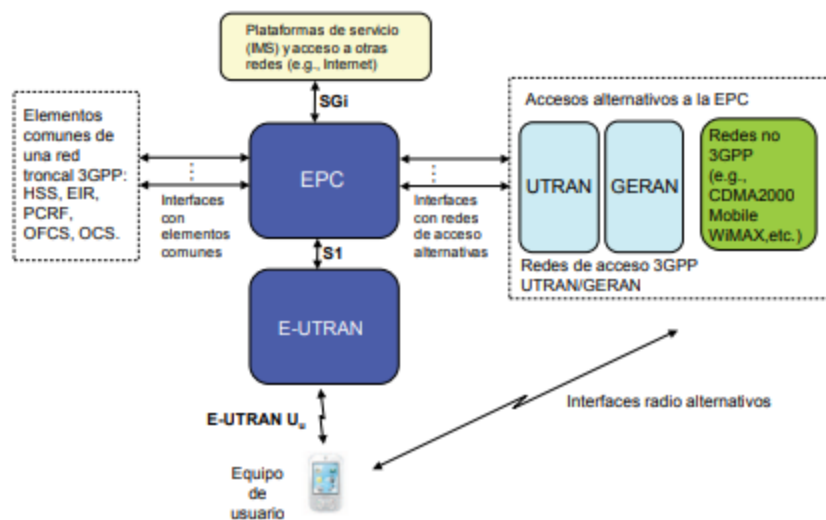 Plataformas de servicio
(IMS) y acceso a otras
redes (e.g., Internet)
SGi
Elementos
comunes de
una red
troncal 3GPP:
HSS, EIR,
PCRF,
OFCS, OCS.
Interfaces
con
elementos
comunes
EPC
Interfaces
con redes
de acceso
alternativas
Accesos alternativos a la EPC
UTRAN
GERAN
Redes no
3GPP
(e.g.,
CDMA2000
Mobile
WiMAX,etc.)
Redes de acceso 3GPP
UTRAN/GERAN
S1
E-UTRAN
E-UTRAN Uu
Interfaces radio alternativos
Equipo
de
usuario